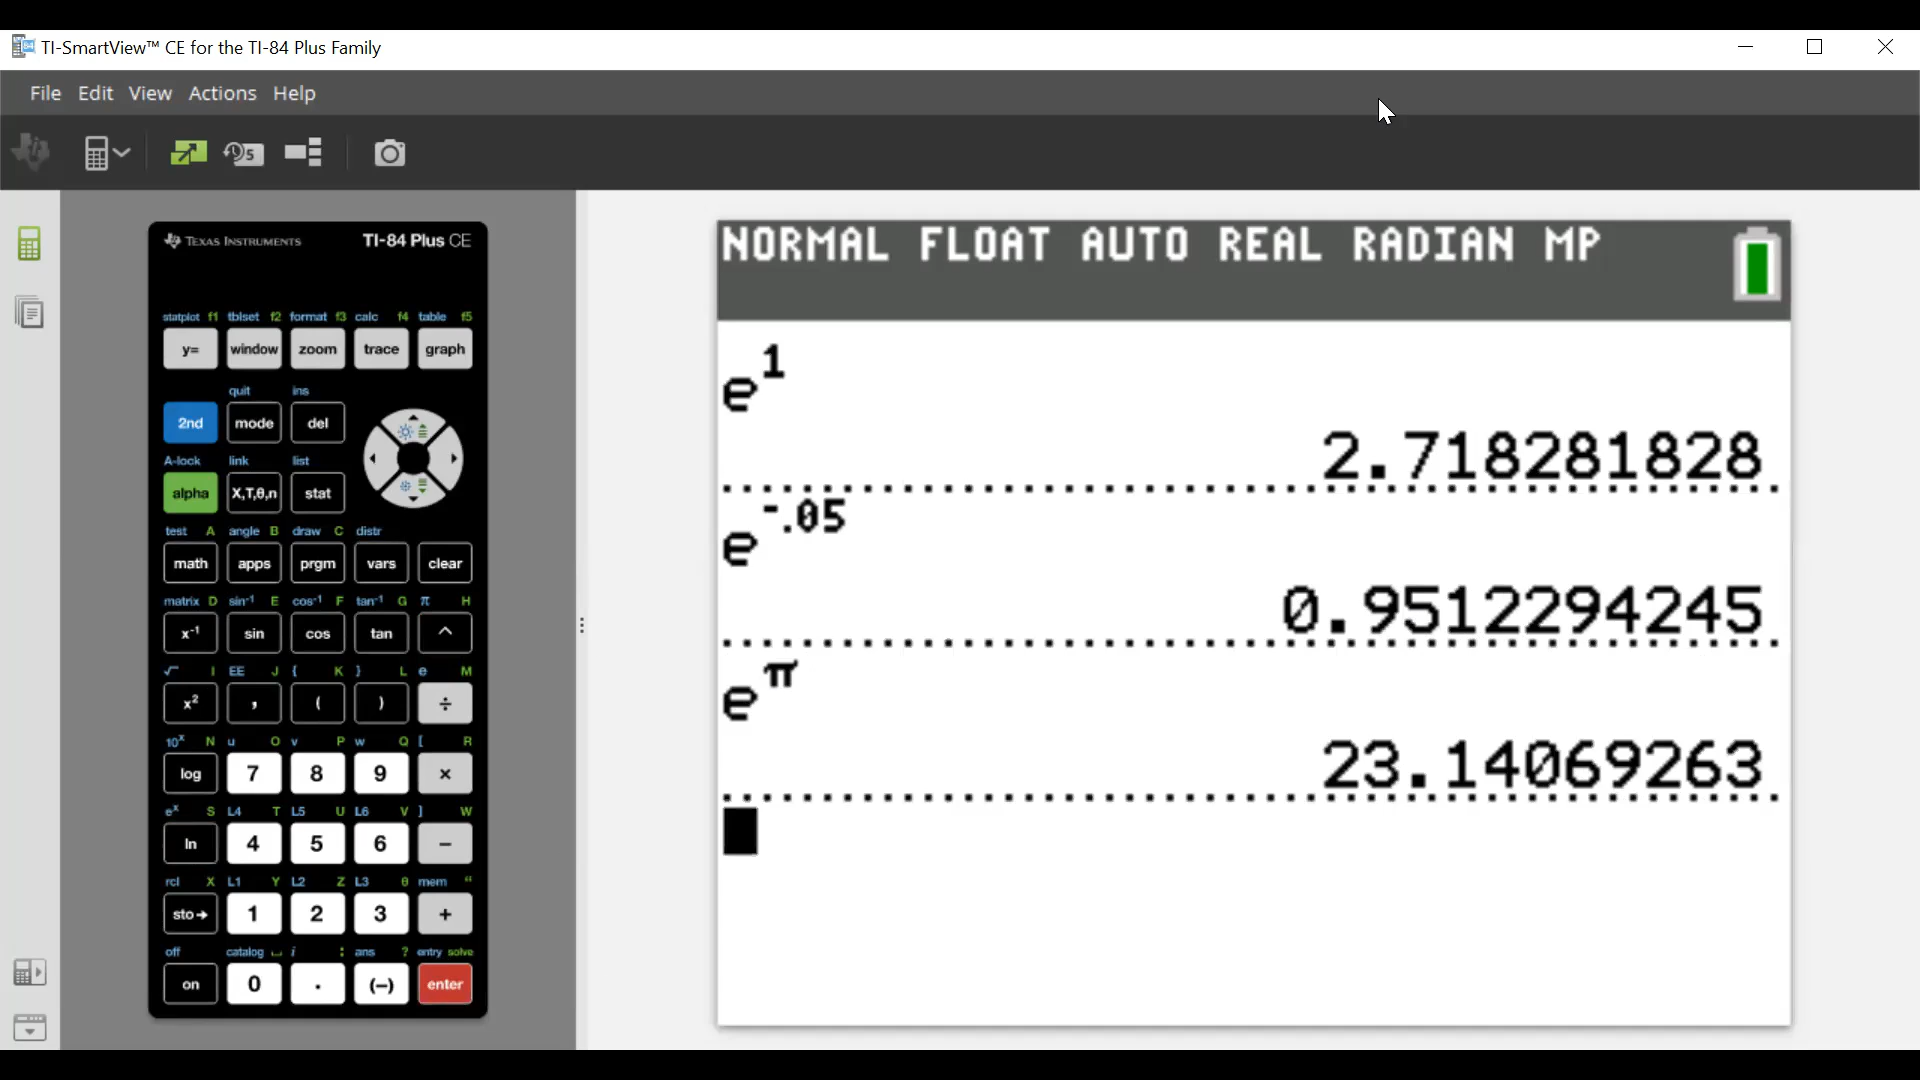 TI-SmartView™ CE for the TI-84 Plus Family
File Edit View Actions Help
5
TEXAS INSTRUMENTS TI-84 Plus CE
statplot f1 tblset f2 format f3 calc f4 table f5
y= window zoom trace graph
quit ins
2nd mode del
A-lock link list
alpha X,T,θ,n stat
test A angle B draw C distr
math apps prgm vars clear
matrix D sin⁻¹ E cos⁻¹ F tan⁻¹ G π H
x⁻¹ sin cos tan ^
√ I EE J { K } L e M
x² , ( ) ÷
10ˣ N u O v P w Q [ R
log 7 8 9 ×
eˣ S L4 T L5 U L6 V ] W
ln 4 5 6 −
rcl X L1 Y L2 Z L3 θ mem "
sto→ 1 2 3 +
off catalog ⎵ i : ans ? entry solve
on 0 . (−) enter
NORMAL FLOAT AUTO REAL RADIAN MP
e¹
2.718281828
e^-.05
0.9512294245
e^π
23.14069263